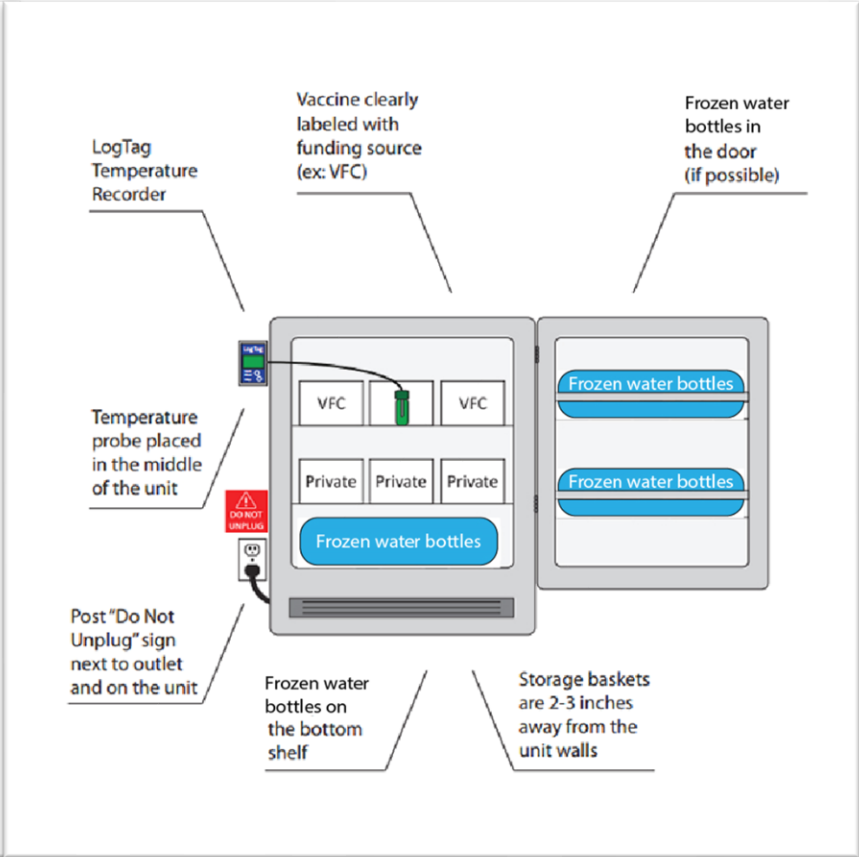 Vaccine clearly
labeled with
funding source
(ex: VFC)
Frozen water
bottles in
the door
(if possible)
LogTag
Temperature
Recorder
LogTag
Frozen water bottles
VFC
VFC
Temperature
probe placed
in the middle
of the unit
Private
Private
Private
Frozen water bottles
DO NOT
UNPLUG
Frozen water bottles
Post “Do Not
Unplug” sign
next to outlet
and on the unit
Frozen water
bottles on
the bottom
shelf
Storage baskets
are 2-3 inches
away from the
unit walls